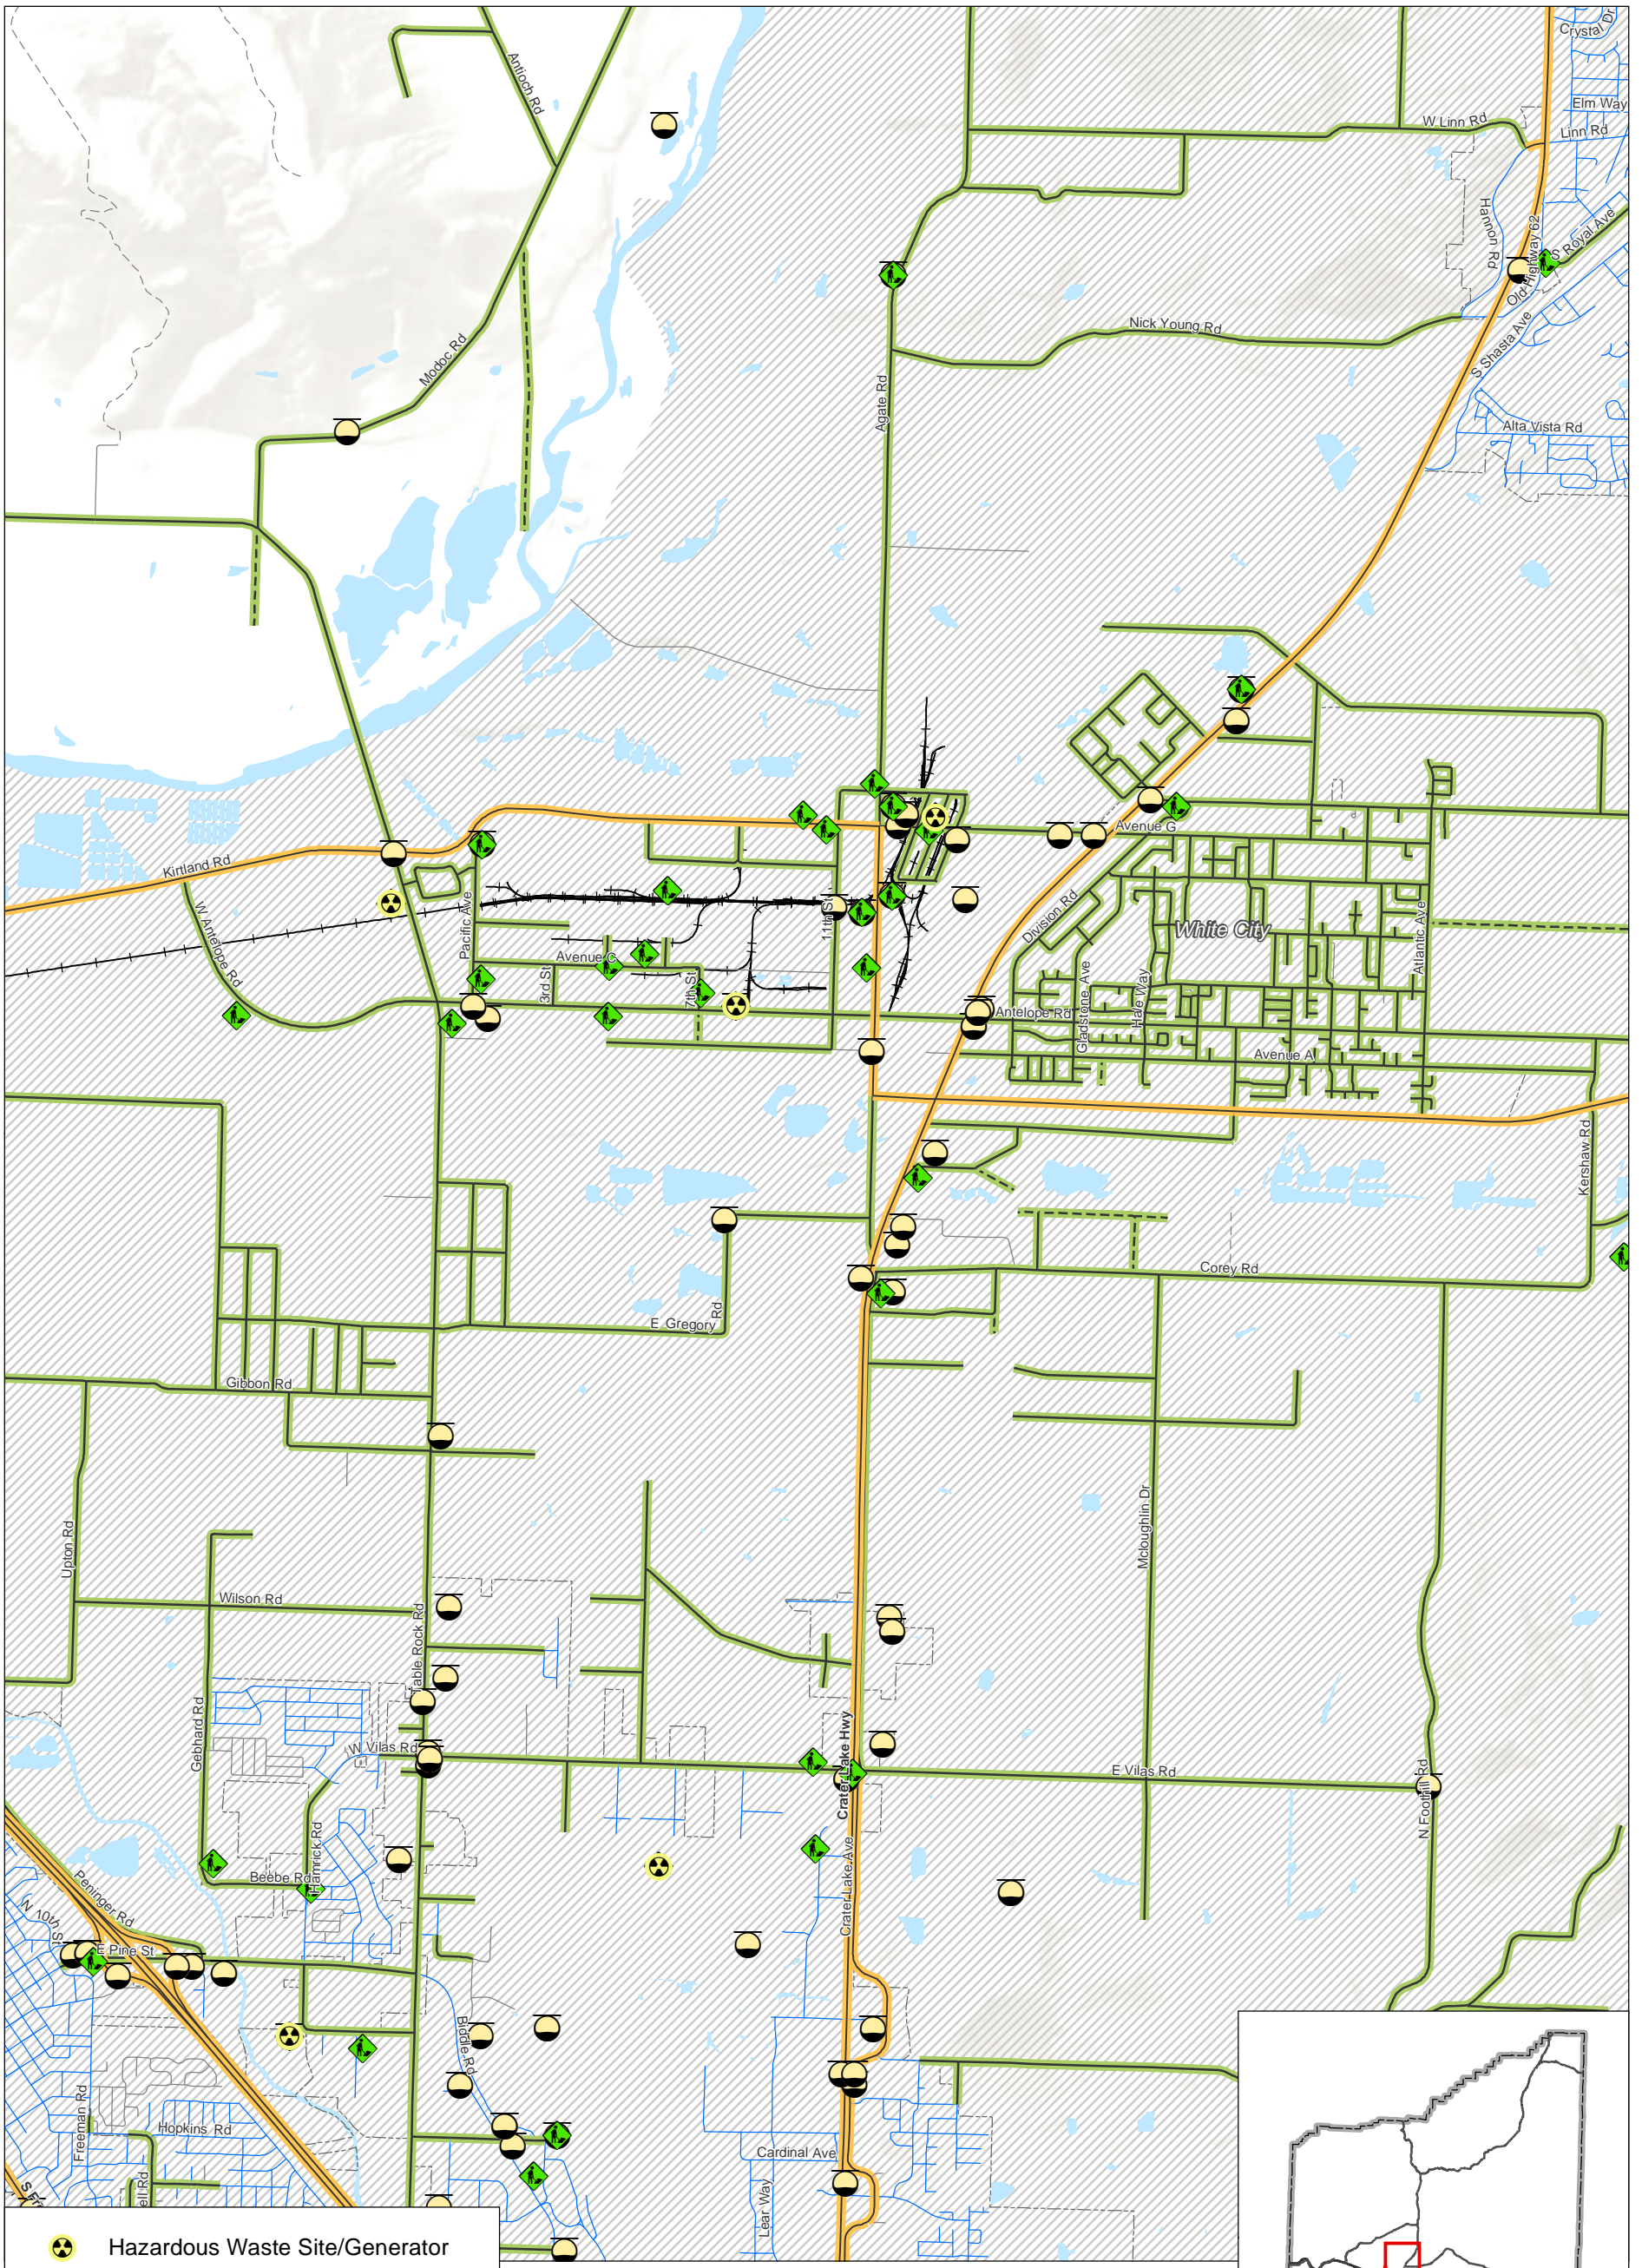 Crystal Dr
Antioch Rd
Elm Way
W Linn Rd
Linn Rd
Hannon Rd
S Royal Ave
Old Highway 62
Nick Young Rd
S Shasta Ave
Modoc Rd
Agate Rd
Alta Vista Rd
Avenue G
Kirtland Rd
W Antelope Rd
Pacific Ave
11th St
Division Rd
White City
Atlantic Ave
Avenue C
3rd St
7th St
Gladstone Ave
Hale Way
Antelope Rd
Avenue A
Kershaw Rd
Corey Rd
E Gregory Rd
Gibbon Rd
Mcloughlin Dr
Upton Rd
Wilson Rd
Table Rock Rd
Gebhard Rd
W Vilas Rd
Crater Lake Hwy
E Vilas Rd
N Foothill Rd
Hamrick Rd
Beebe Rd
Crater Lake Ave
Peninger Rd
W 10th St
E Pine St
Biddle Rd
Freeman Rd
Hopkins Rd
Cardinal Ave
Lear Way
ell Rd
Hazardous Waste Site/Generator